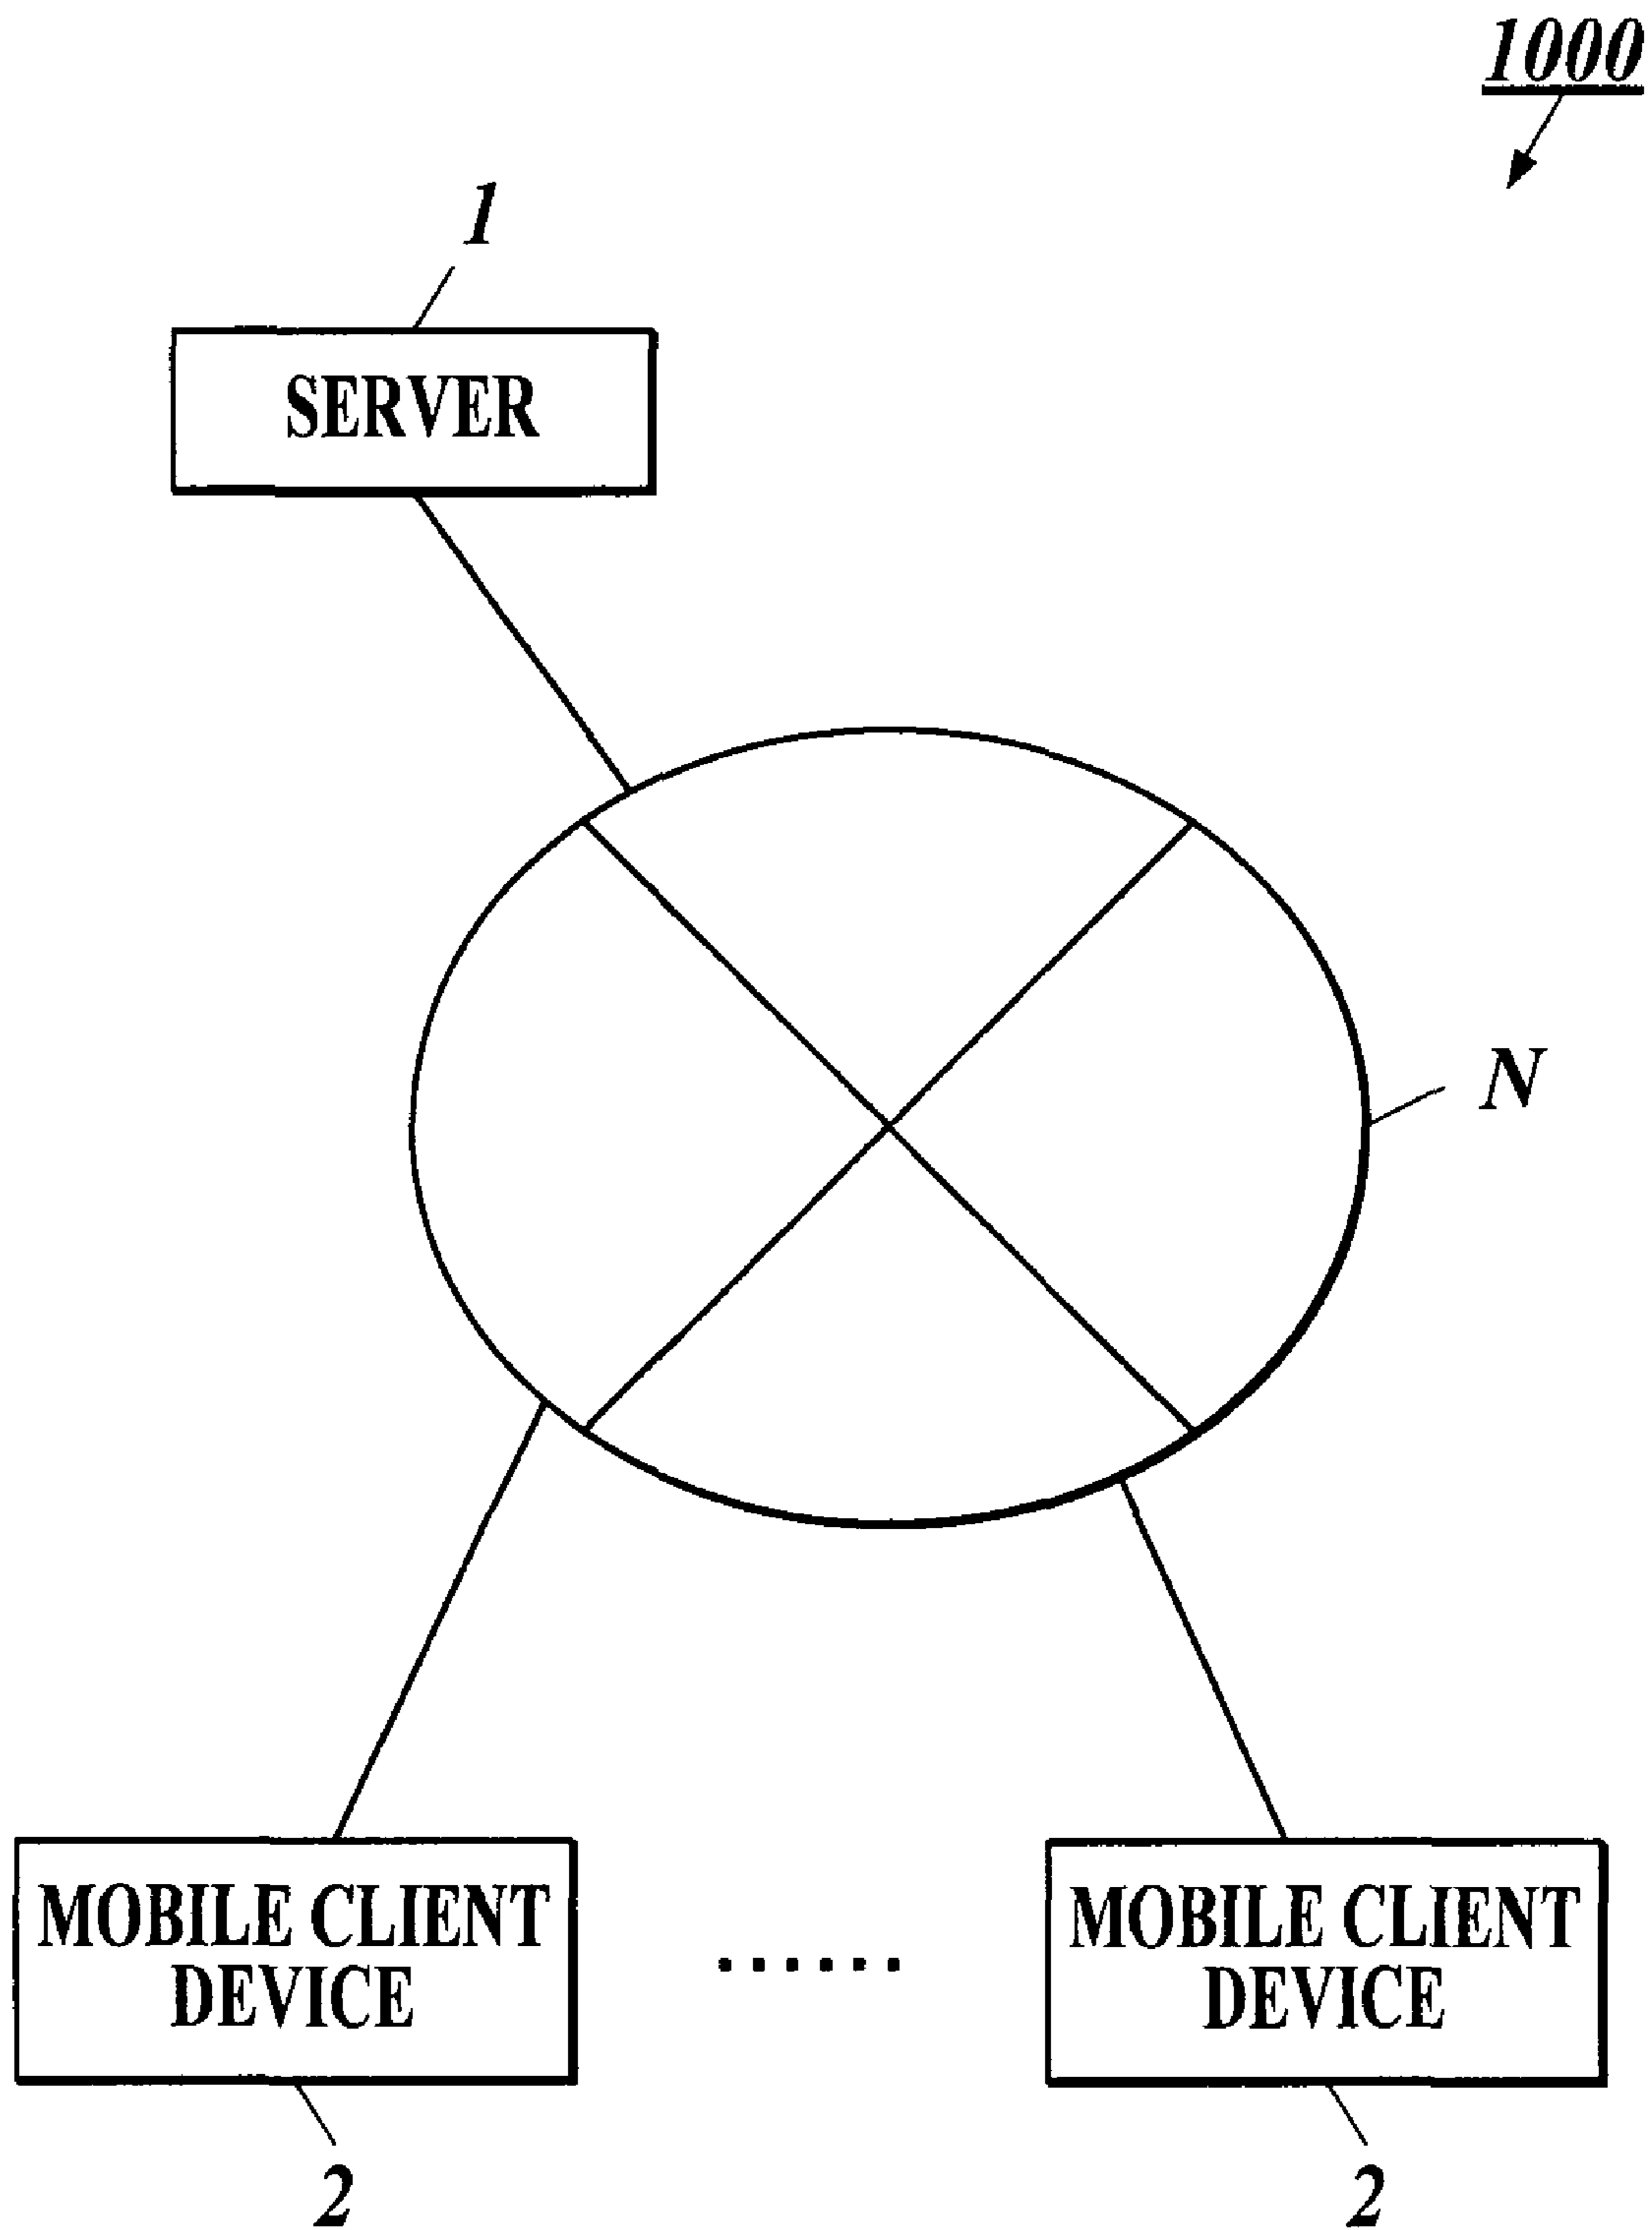 1000
1
SERVER
N
MOBILE CLIENT
DEVICE
......
MOBILE CLIENT
DEVICE
2
2